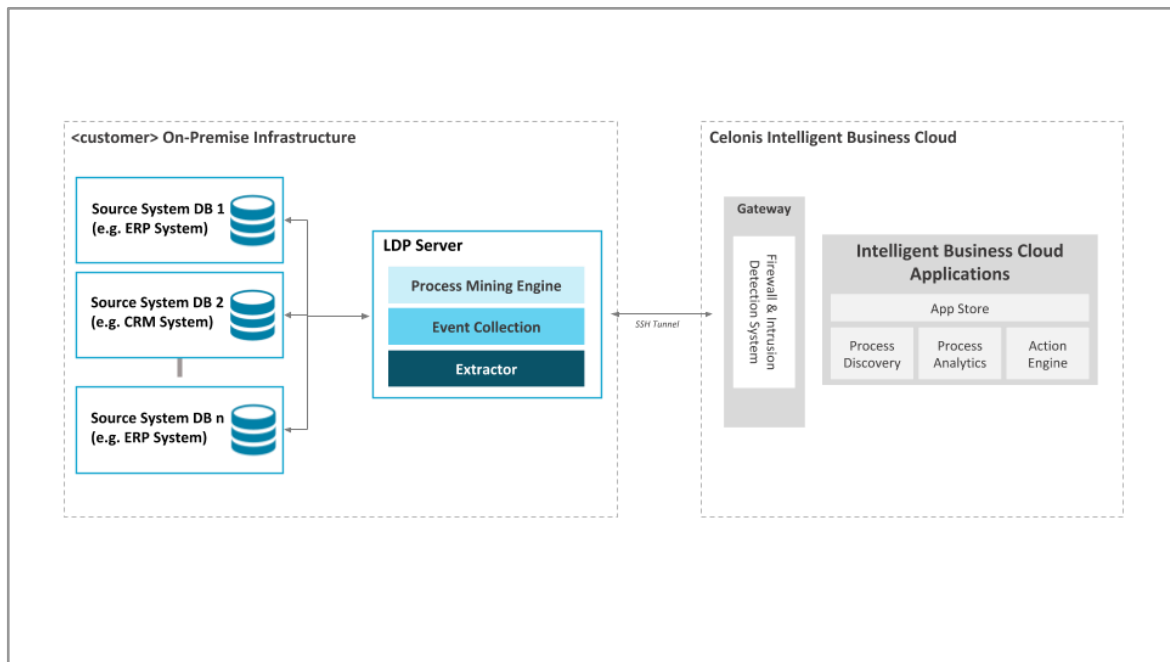 <customer> On-Premise Infrastructure
Source System DB 1
(e.g. ERP System)
Source System DB 2
(e.g. CRM System)
Source System DB n
(e.g. ERP System)
LDP Server
Process Mining Engine
Event Collection
Extractor
SSH Tunnel
Celonis Intelligent Business Cloud
Gateway
Firewall & Intrusion
Detection System
Intelligent Business Cloud
Applications
App Store
Process
Discovery
Process
Analytics
Action
Engine